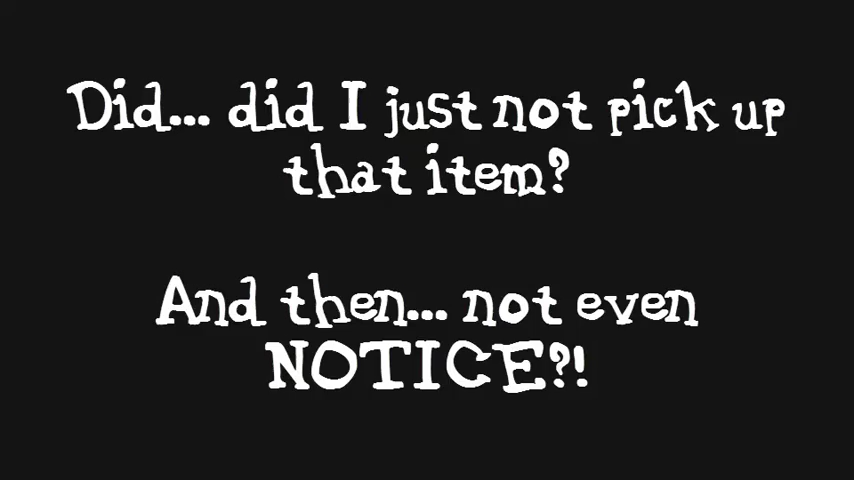 Did... did I just not pick up
that item?
And then... not even
NOTICE?!